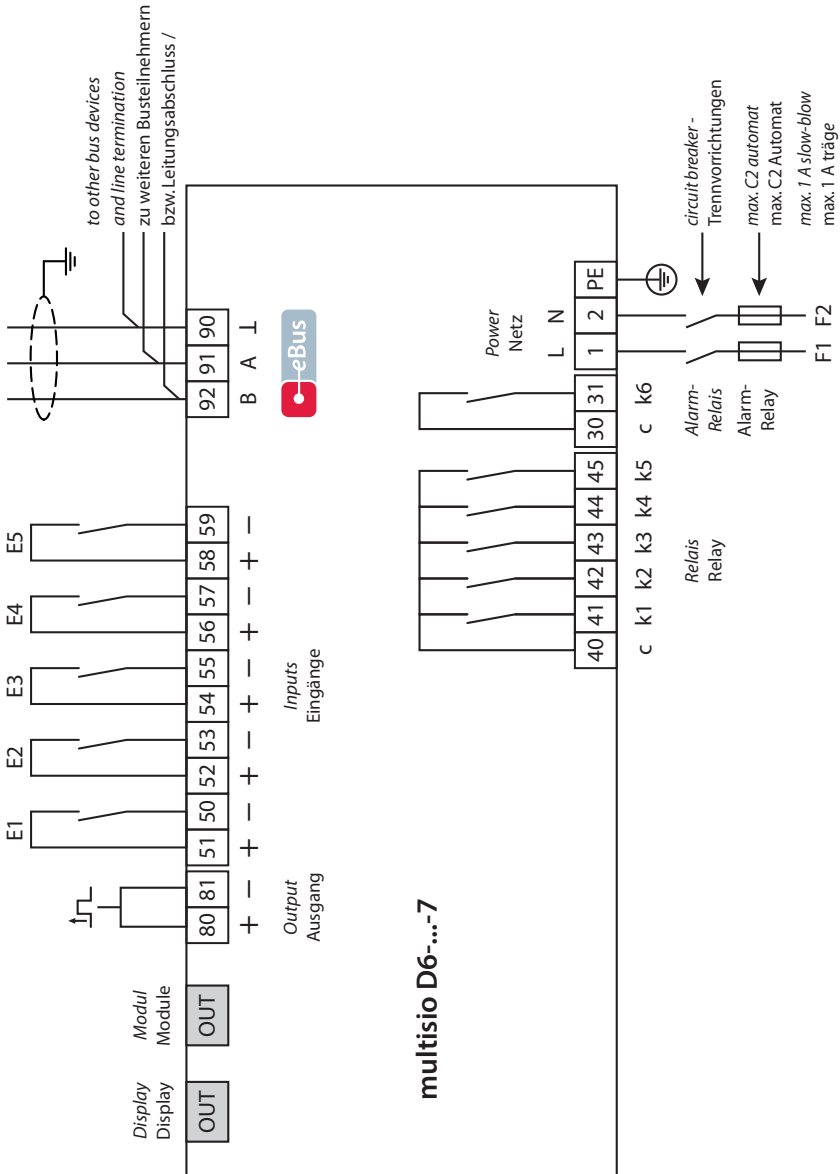 to other bus devices
and line termination
zu weiteren Busteilnehmern
bzw. Leitungsabschluss /
E1 E2 E3 E4 E5
OUT OUT 80 81 51 50 52 53 54 55 56 57 58 59 92 91 90
+ − + − + − + − + − + − B A ⊥
Display
Display
Modul
Module
Output
Ausgang
Inputs
Eingänge
eBus
multisio D6-...-7
Power
Netz
L N
40 41 42 43 44 45 30 31 1 2 PE
c k1 k2 k3 k4 k5 c k6
Relais
Relay
Alarm-
Relais
Alarm-
Relay
circuit breaker -
Trennvorrichtungen
max. C2 automat
max. C2 Automat
max. 1 A slow-blow
max. 1 A träge
F1 F2